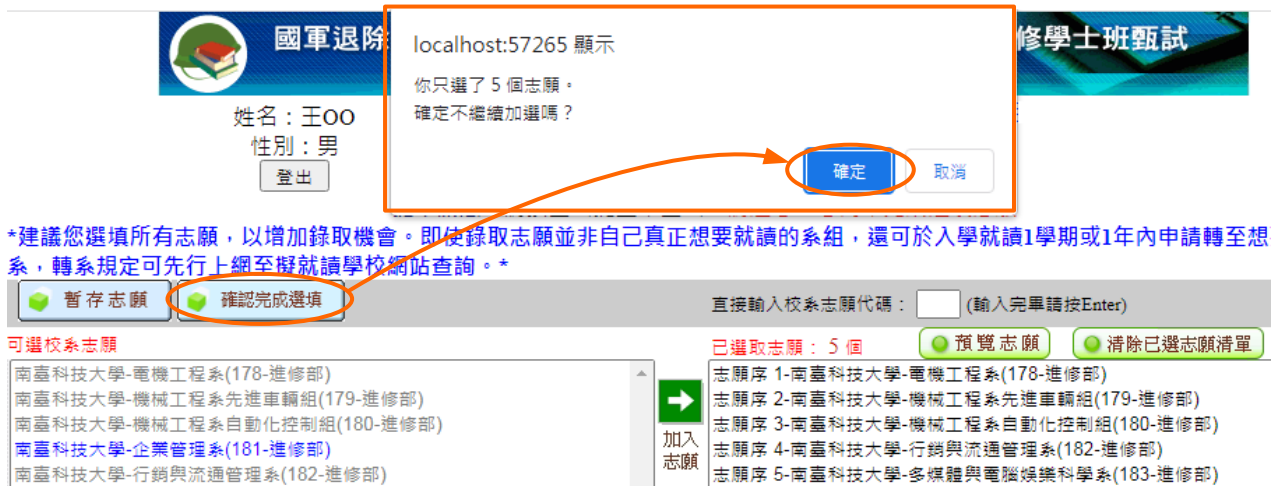 國軍退除
修學士班甄試
localhost:57265 顯示
你只選了 5 個志願。
確定不繼續加選嗎？
確定
取消
姓名：王OO
性別：男
登出
*建議您選填所有志願，以增加錄取機會。即使錄取志願並非自己真正想要就讀的系組，還可於入學就讀1學期或1年內申請轉至想
系，轉系規定可先行上網至擬就讀學校網站查詢。*
暫存志願
確認完成選填
直接輸入校系志願代碼：
(輸入完畢請按Enter)
可選校系志願
已選取志願： 5 個
預覽志願
清除已選志願清單
南臺科技大學-電機工程系(178-進修部)
南臺科技大學-機械工程系先進車輛組(179-進修部)
南臺科技大學-機械工程系自動化控制組(180-進修部)
南臺科技大學-企業管理系(181-進修部)
南臺科技大學-行銷與流通管理系(182-進修部)
加入
志願
志願序 1-南臺科技大學-電機工程系(178-進修部)
志願序 2-南臺科技大學-機械工程系先進車輛組(179-進修部)
志願序 3-南臺科技大學-機械工程系自動化控制組(180-進修部)
志願序 4-南臺科技大學-行銷與流通管理系(182-進修部)
志願序 5-南臺科技大學-多媒體與電腦娛樂科學系(183-進修部)